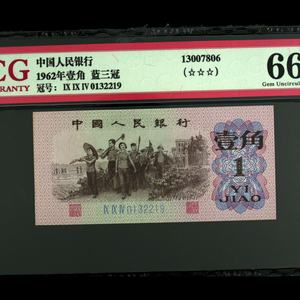 CG
RRANTY
中国人民银行
1962年壹角 蓝三冠
冠号：IX IX IV 0132219
13007806
(☆☆☆)
66
Gem Uncircul
中国人民银行
壹角
1
YI
JIAO
IX IX IV 0132219